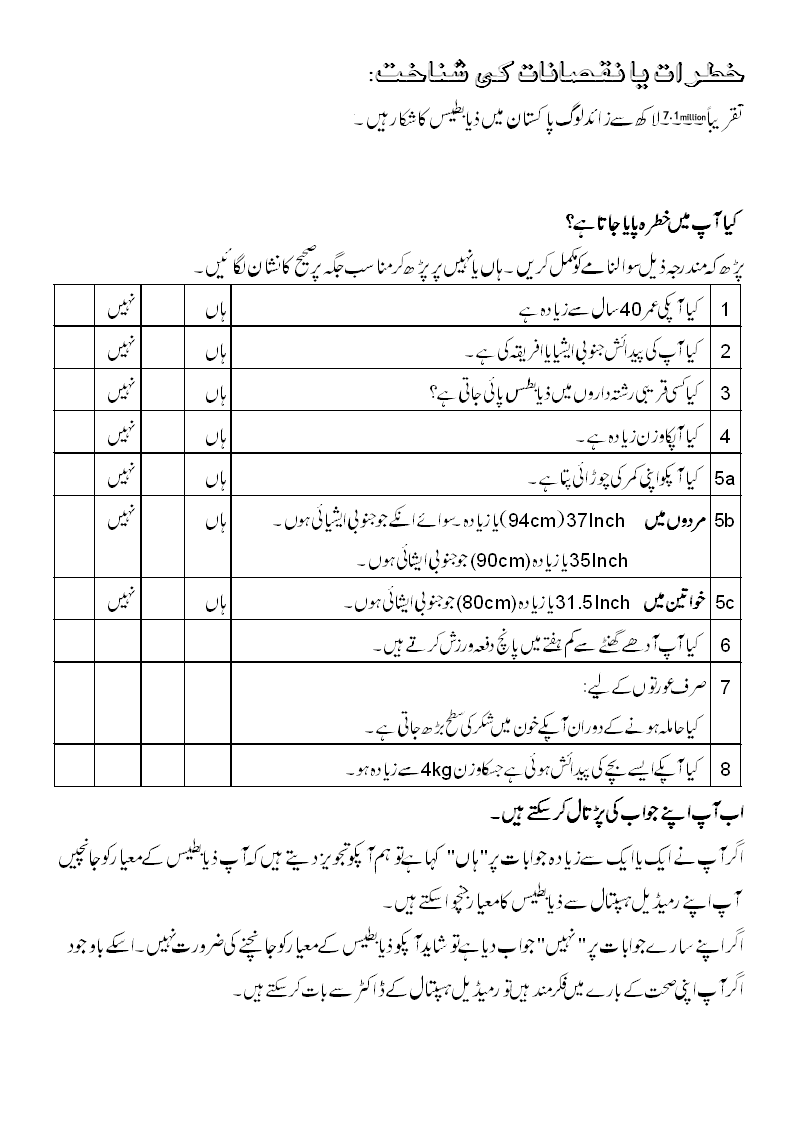 خطرات یا نقصانات کی شناخت:
تقریباً 7.1million لاکھ سے زائد لوگ پاکستان میں ذیابطیس کا شکار ہیں۔
کیا آپ میں خطرہ پایا جاتا ہے؟
پڑھ کہ مندرجہ ذیل سوالنامے کو مکمل کریں۔ ہاں یا نہیں پر پڑھ کر مناسب جگہ پر صحیح کا نشان لگائیں۔
1 کیا آپکی عمر 40 سال سے زیادہ ہے ہاں نہیں
2 کیا آپ کی پیدائش جنوبی ایشیا یا افریقہ کی ہے۔ ہاں نہیں
3 کیا کسی قریبی رشتہ داروں میں ذیابطس پائی جاتی ہے؟ ہاں نہیں
4 کیا آپکا وزن زیادہ ہے۔ ہاں نہیں
5a کیا آپکو اپنی کمر کی چوڑائی پتا ہے۔ ہاں نہیں
5b مردوں میں 37Inch (94cm) یا زیادہ۔ سوائے انکے جو جنوبی ایشیائی ہوں۔ ہاں نہیں
35Inch یا زیادہ (90cm) جو جنوبی ایشائی ہوں۔
5c خواتین میں 31.5Inch یا زیادہ (80cm) جو جنوبی ایشائی ہوں۔ ہاں نہیں
6 کیا آپ آدھے گھنٹے سے کم ہفتے میں پانچ دفعہ ورزش کرتے ہیں۔
7 صرف عورتوں کے لیے:
کیا حاملہ ہونے کے دوران آپکے خون میں شکر کی سطح بڑھ جاتی ہے۔
8 کیا آپکے ایسے بچے کی پیدائش ہوئی ہے جسکا وزن 4kg سے زیادہ ہو۔
اب آپ اپنے جواب کی پڑتال کر سکتے ہیں۔
اگر آپ نے ایک یا ایک سے زیادہ جوابات پر "ہاں" کہا ہے تو ہم آپکو تجویز دیتے ہیں کہ آپ ذیابطیس کے معیار کو جانچیں
آپ اپنے رمیڈیل ہسپتال سے ذیابطیس کا معیار جچوا سکتے ہیں۔
اگر اپنے سارے جوابات پر "نہیں" جواب دیا ہے تو شاید آپکو ذیابطیس کے معیار کو جانچنے کی ضرورت نہیں۔ اسکے باوجود
اگر آپ اپنی صحت کے بارے میں فکر مند ہیں تو رمیڈیل ہسپتال کے ڈاکٹر سے بات کر سکتے ہیں۔